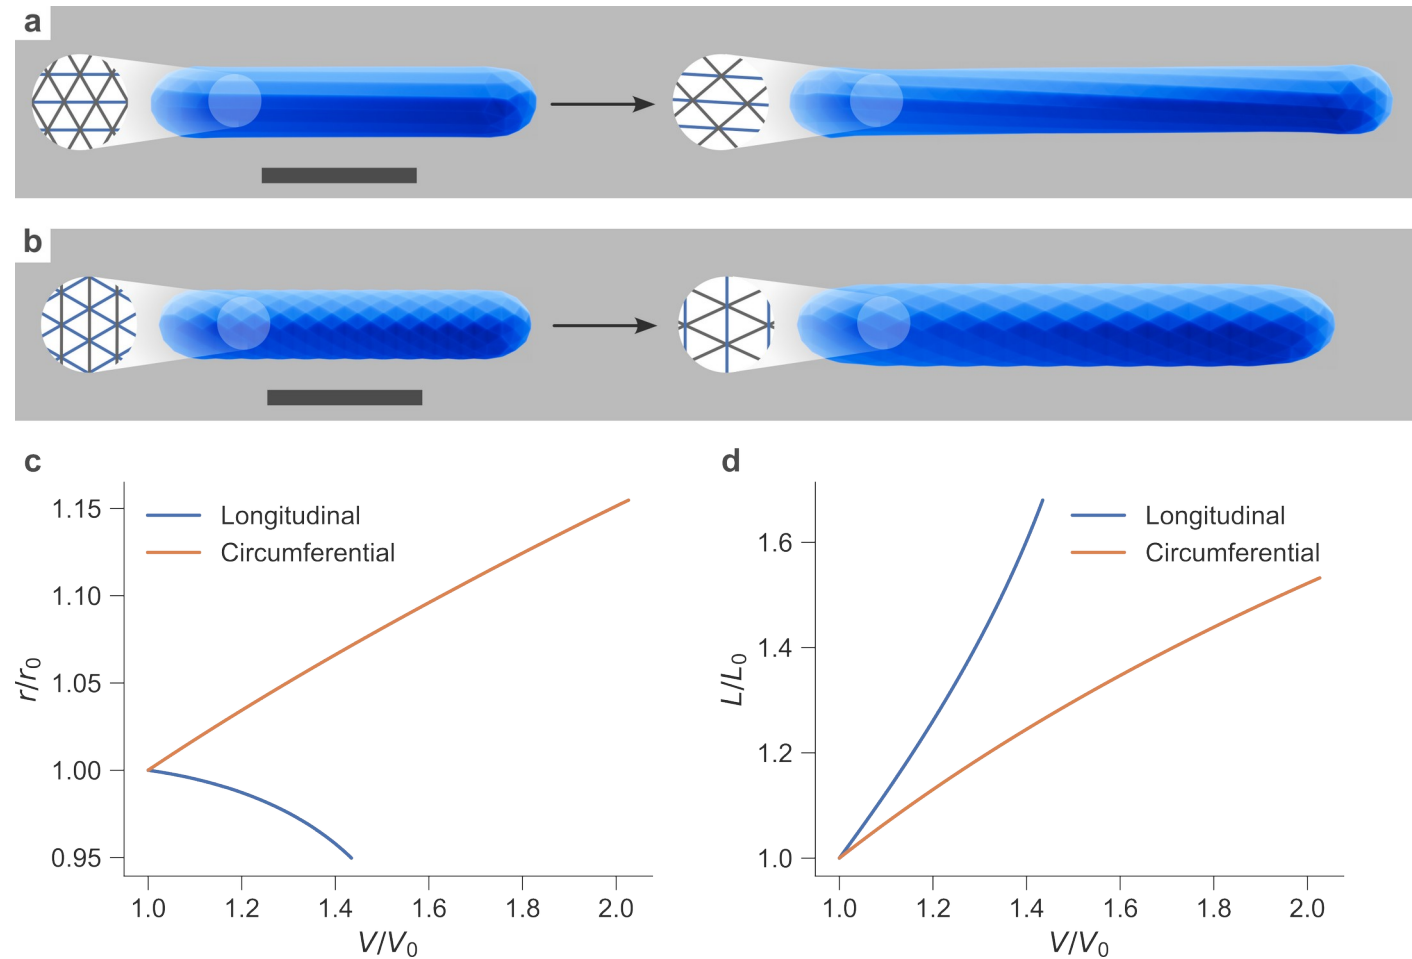 a
b
c
1.15
1.10
1.05
1.00
0.95
r/r₀
Longitudinal
Circumferential
1.0 1.2 1.4 1.6 1.8 2.0
V/V₀
d
1.6
1.4
1.2
1.0
L/L₀
Longitudinal
Circumferential
1.0 1.2 1.4 1.6 1.8 2.0
V/V₀